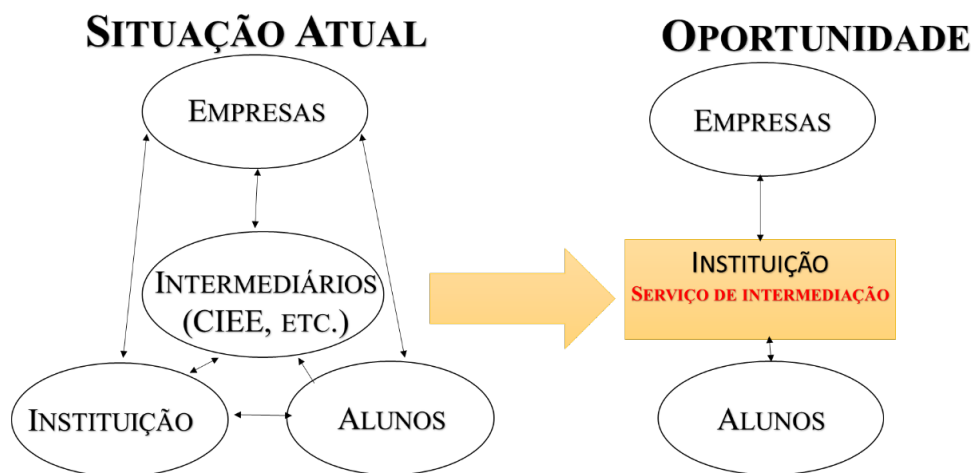 SITUAÇÃO ATUAL
EMPRESAS
INTERMEDIÁRIOS
(CIEE, ETC.)
INSTITUIÇÃO
ALUNOS
OPORTUNIDADE
EMPRESAS
INSTITUIÇÃO
SERVIÇO DE INTERMEDIAÇÃO
ALUNOS